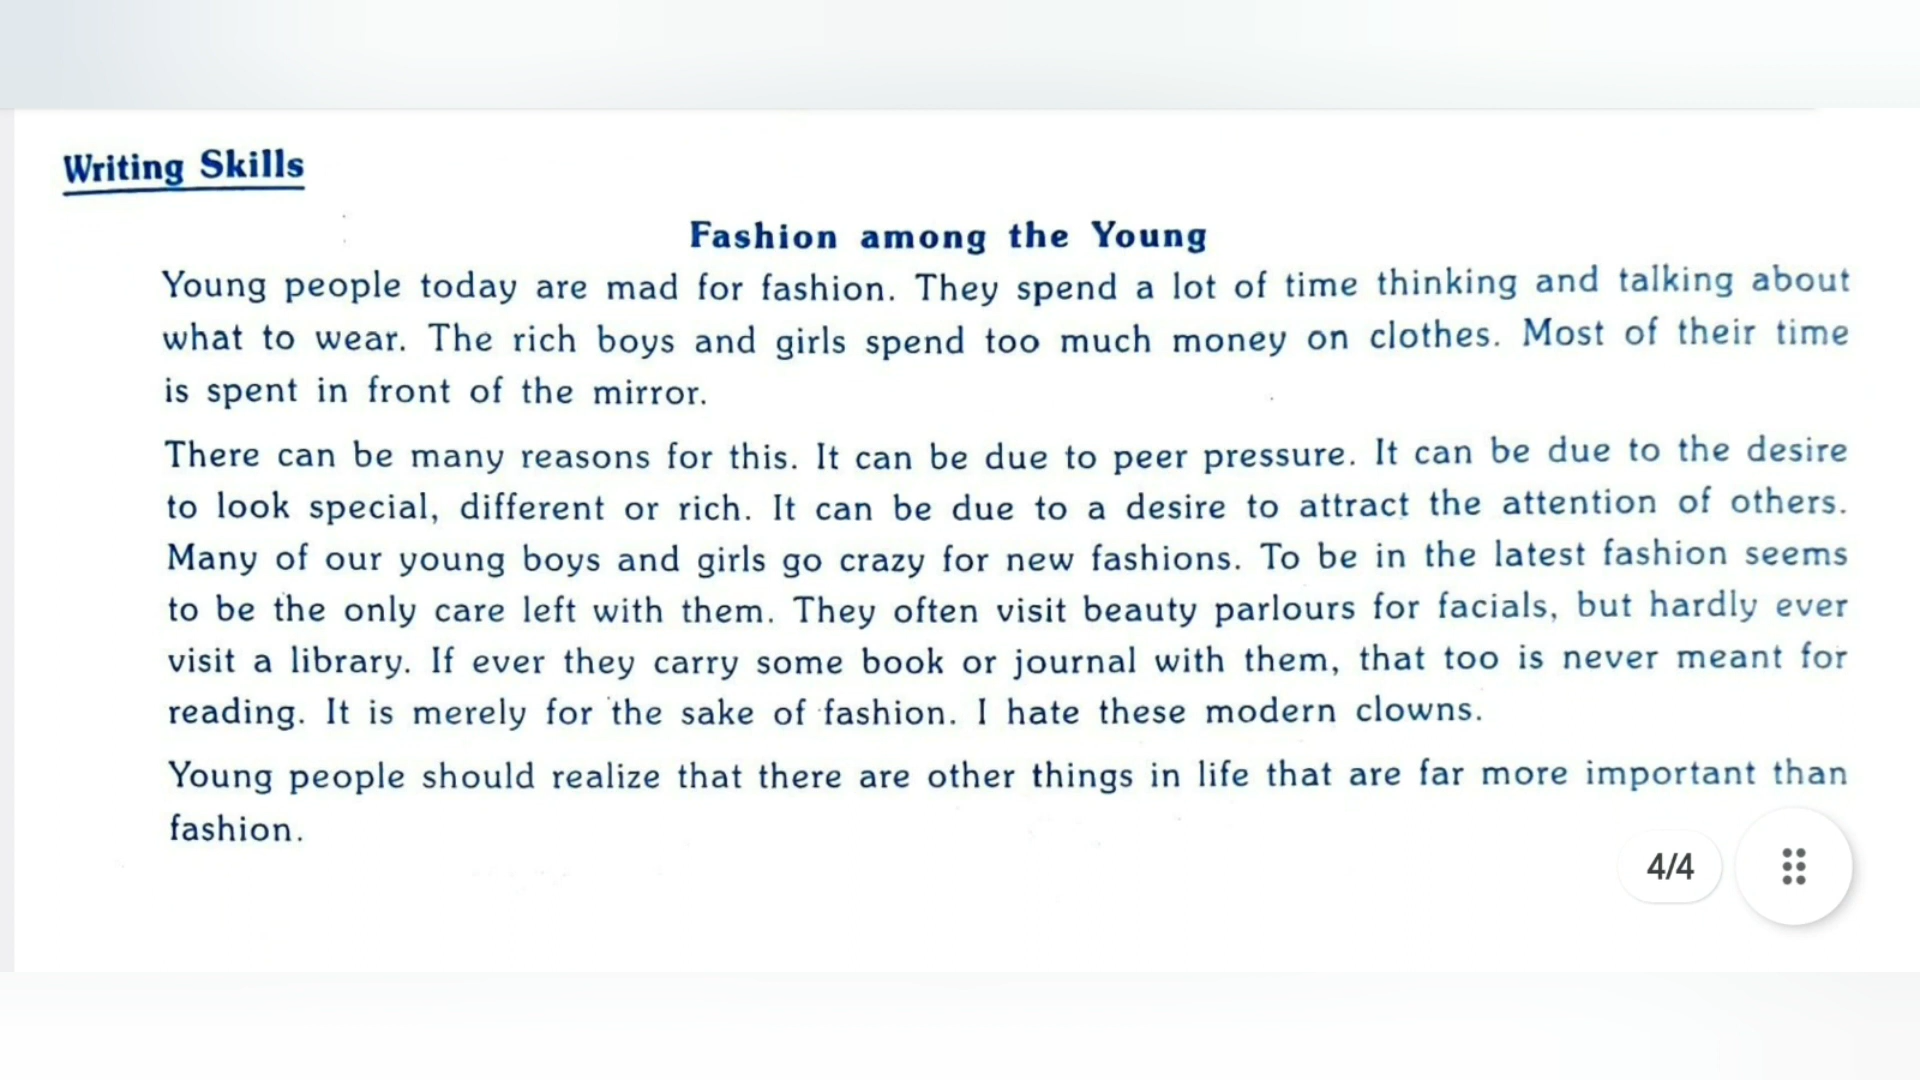 Writing Skills
Fashion among the Young
Young people today are mad for fashion. They spend a lot of time thinking and talking about
what to wear. The rich boys and girls spend too much money on clothes. Most of their time
is spent in front of the mirror.
There can be many reasons for this. It can be due to peer pressure. It can be due to the desire
to look special, different or rich. It can be due to a desire to attract the attention of others.
Many of our young boys and girls go crazy for new fashions. To be in the latest fashion seems
to be the only care left with them. They often visit beauty parlours for facials, but hardly ever
visit a library. If ever they carry some book or journal with them, that too is never meant for
reading. It is merely for the sake of fashion. I hate these modern clowns.
Young people should realize that there are other things in life that are far more important than
fashion.
4/4